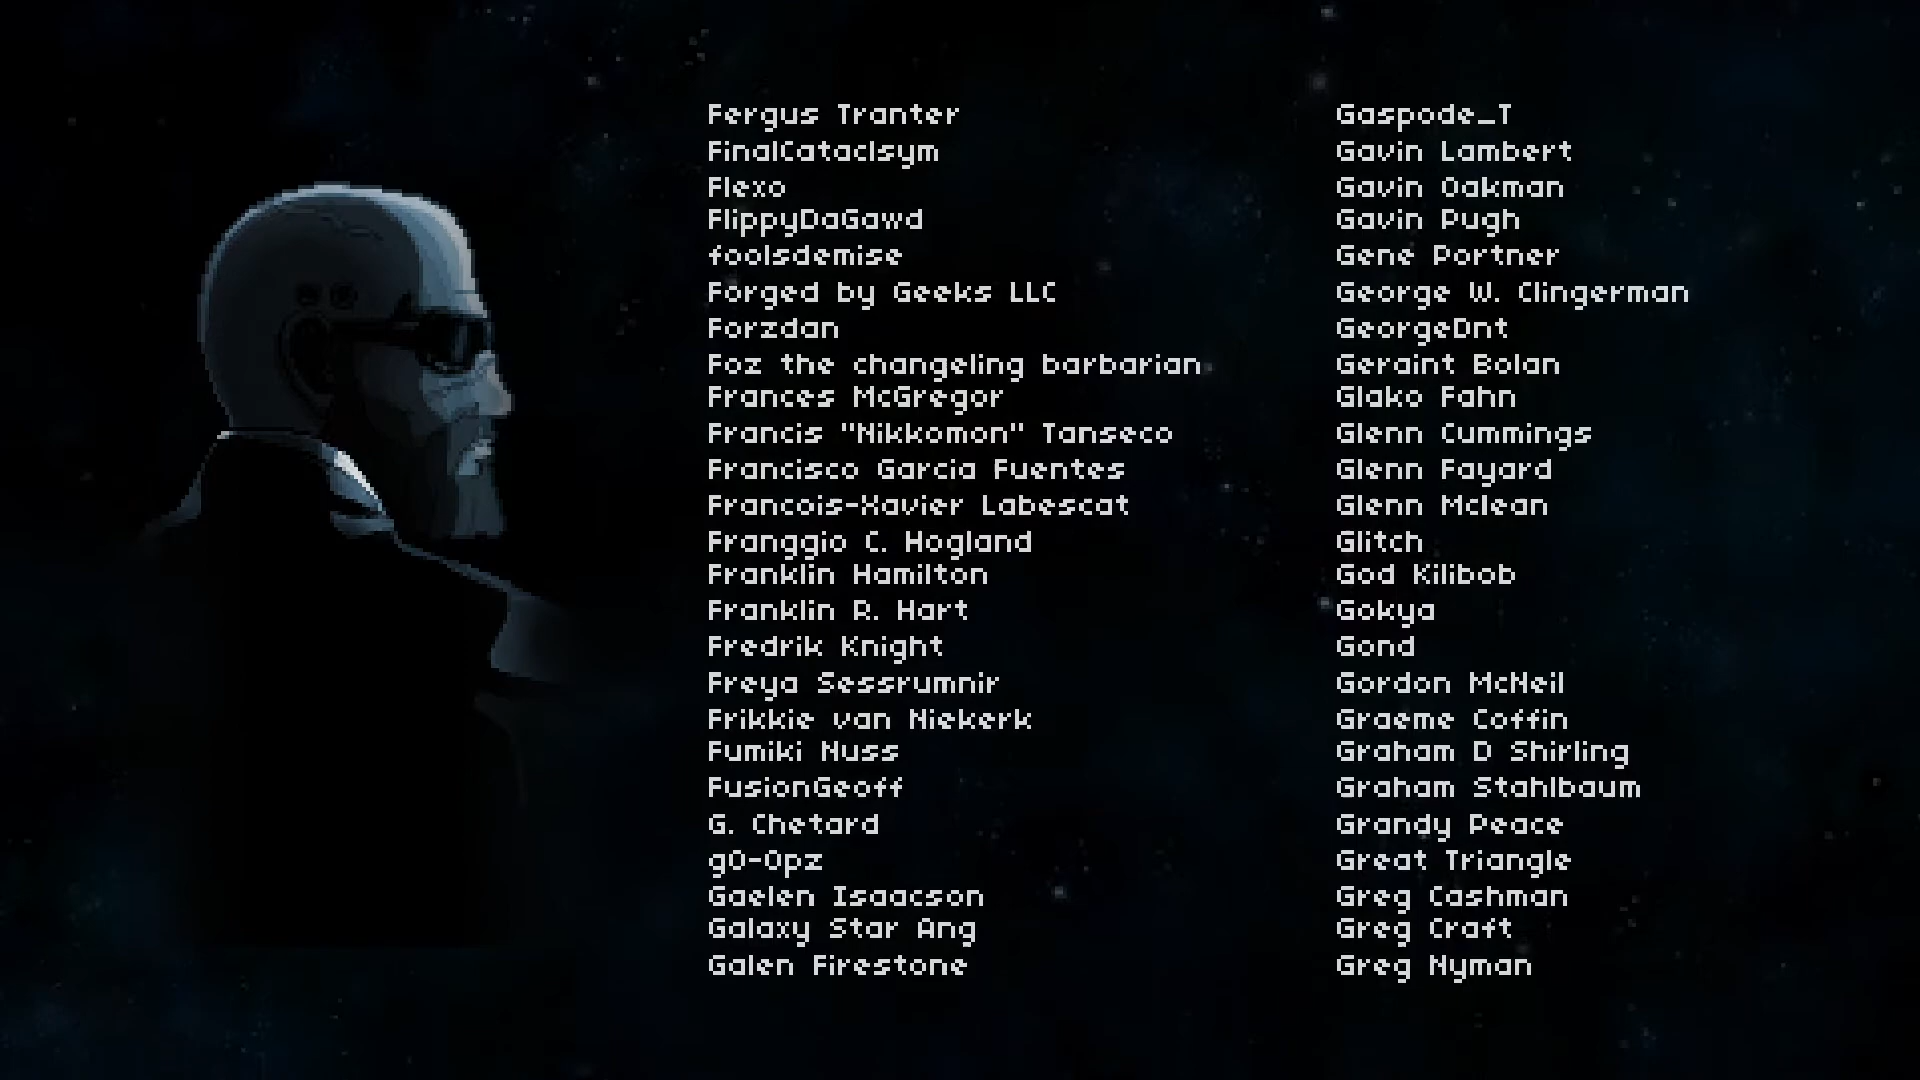 Fergus Tranter
FinalCataclsym
Flexo
FlippyDaGawd
foolsdemise
Forged by Geeks LLC
Forzdan
Foz the changeling barbarian
Frances McGregor
Francis "Nikkomon" Tanseco
Francisco Garcia Fuentes
Francois-Xavier Labescat
Franggio C. Hogland
Franklin Hamilton
Franklin R. Hart
Fredrik Knight
Freya Sessrumnir
Frikkie van Niekerk
Fumiki Nuss
FusionGeoff
G. Chetard
g0-0pz
Gaelen Isaacson
Galaxy Star Ang
Galen Firestone
Gaspode_T
Gavin Lambert
Gavin Oakman
Gavin Pugh
Gene Portner
George W. Clingerman
GeorgeDnt
Geraint Bolan
Glako Fahn
Glenn Cummings
Glenn Fayard
Glenn Mclean
Glitch
God Kilibob
Gokya
Gond
Gordon McNeil
Graeme Coffin
Graham D Shirling
Graham Stahlbaum
Grandy Peace
Great Triangle
Greg Cashman
Greg Craft
Greg Nyman